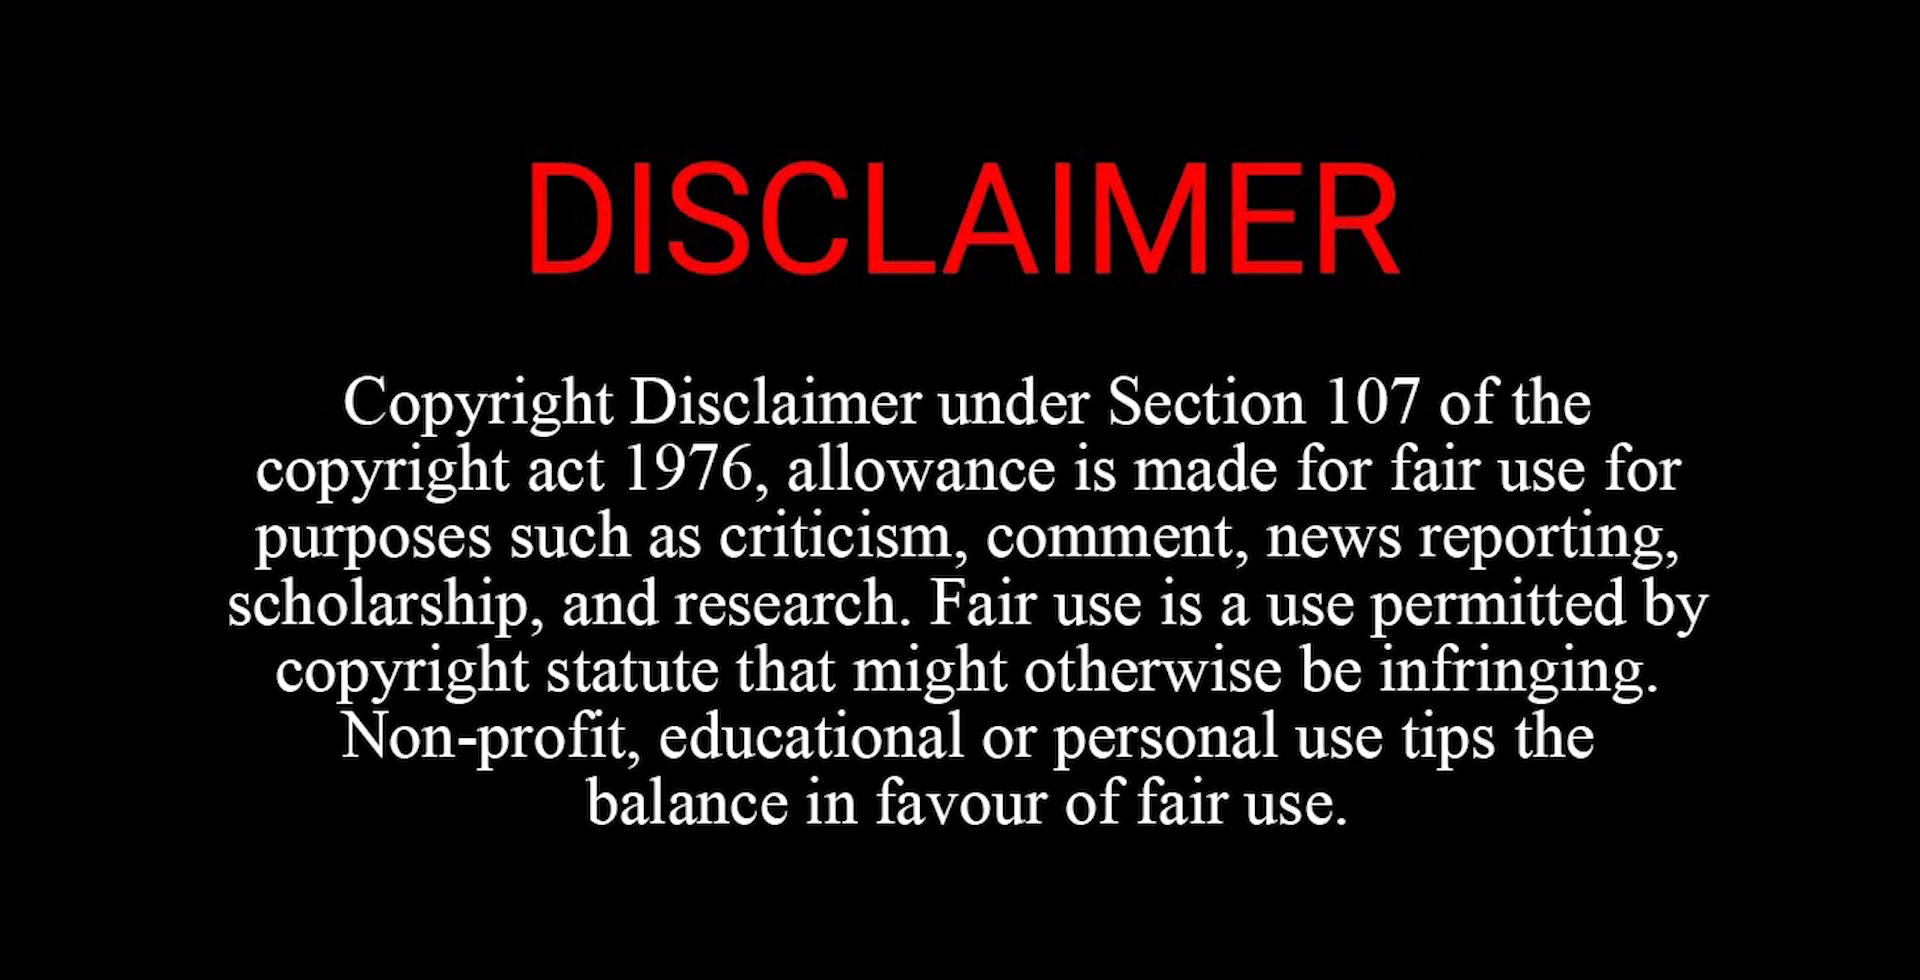 DISCLAIMER
Copyright Disclaimer under Section 107 of the
copyright act 1976, allowance is made for fair use for
purposes such as criticism, comment, news reporting,
scholarship, and research. Fair use is a use permitted by
copyright statute that might otherwise be infringing.
Non-profit, educational or personal use tips the
balance in favour of fair use.